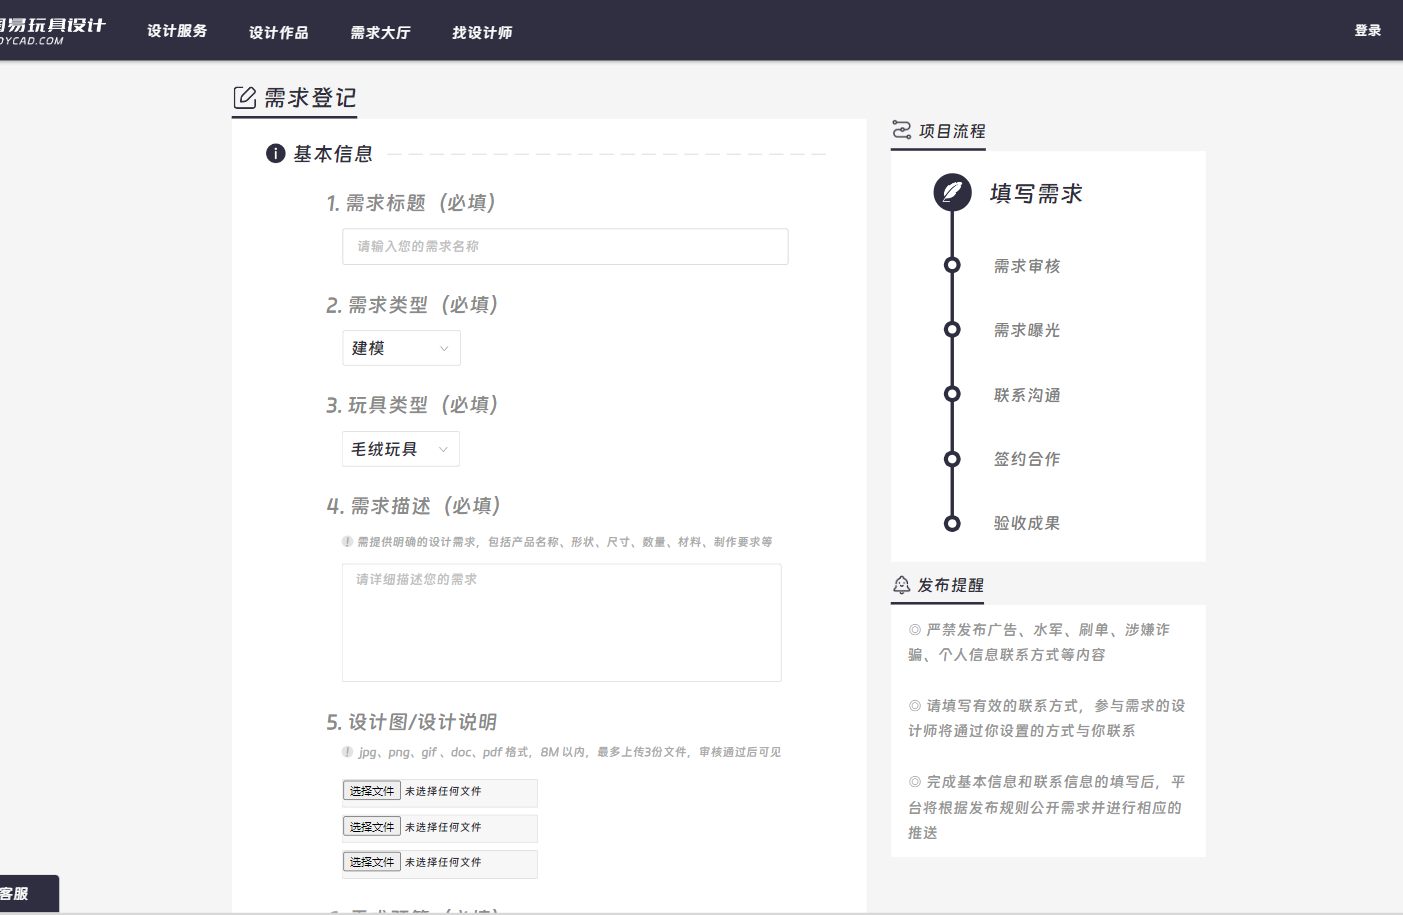 易玩具设计
OYCAD.COM
设计服务
设计作品
需求大厅
找设计师
登录
需求登记
基本信息
1. 需求标题（必填）
请输入您的需求名称
2. 需求类型（必填）
建模
3. 玩具类型（必填）
毛绒玩具
4. 需求描述（必填）
! 需提供明确的设计需求，包括产品名称、形状、尺寸、数量、材料、制作要求等
请详细描述您的需求
5. 设计图/设计说明
! jpg、png、gif 、doc、pdf 格式，8M 以内，最多上传3份文件，审核通过后可见
选择文件 未选择任何文件
选择文件 未选择任何文件
选择文件 未选择任何文件
项目流程
填写需求
需求审核
需求曝光
联系沟通
签约合作
验收成果
发布提醒
◎ 严禁发布广告、水军、刷单、涉嫌诈
骗、个人信息联系方式等内容
◎ 请填写有效的联系方式，参与需求的设
计师将通过你设置的方式与你联系
◎ 完成基本信息和联系信息的填写后，平
台将根据发布规则公开需求并进行相应的
推送
客服